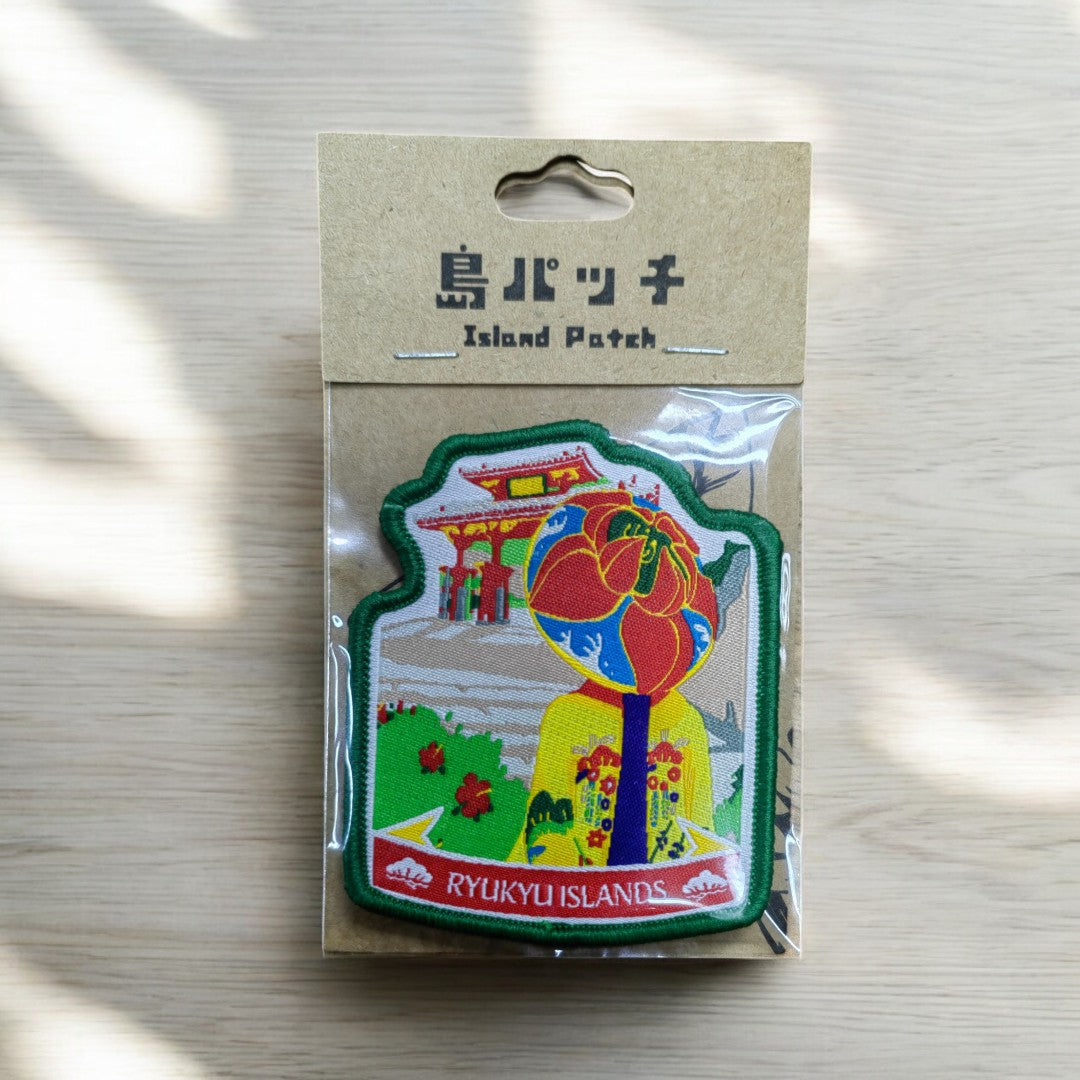 島パッチ
Island Patch
RYUKYU ISLANDS